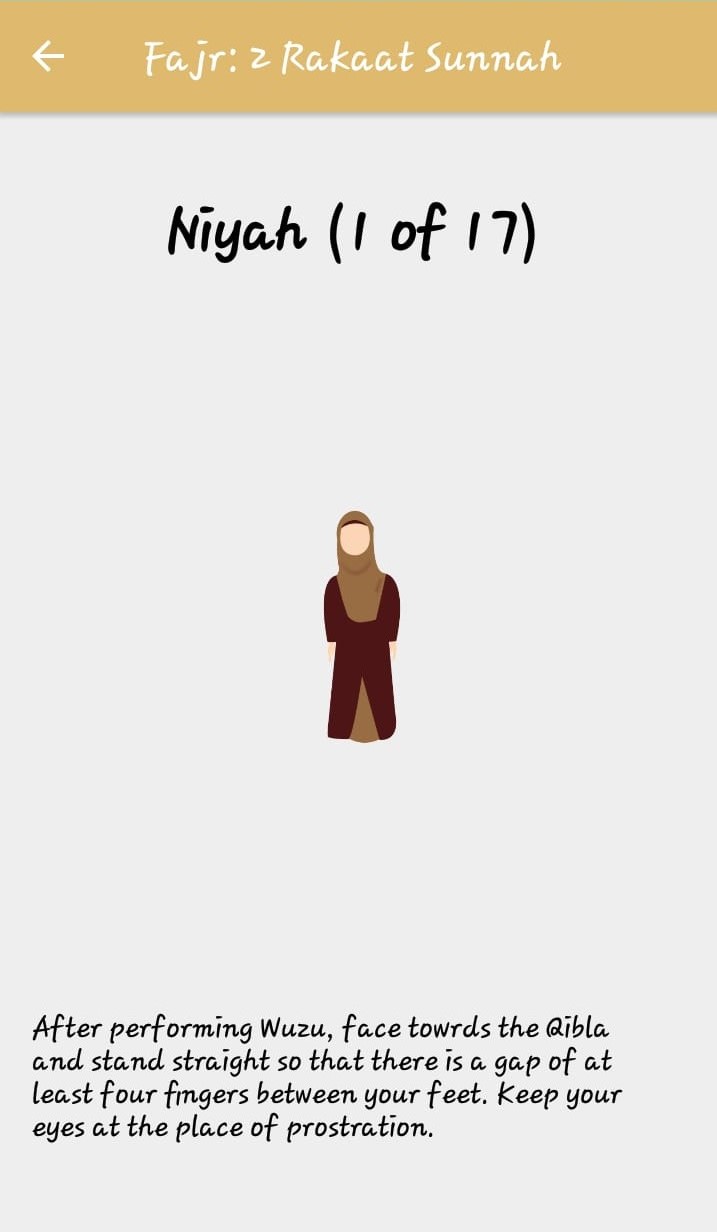 Fajr: 2 Rakaat Sunnah
Niyah (1 of 17)
After performing Wuzu, face towrds the Qibla
and stand straight so that there is a gap of at
least four fingers between your feet. Keep your
eyes at the place of prostration.